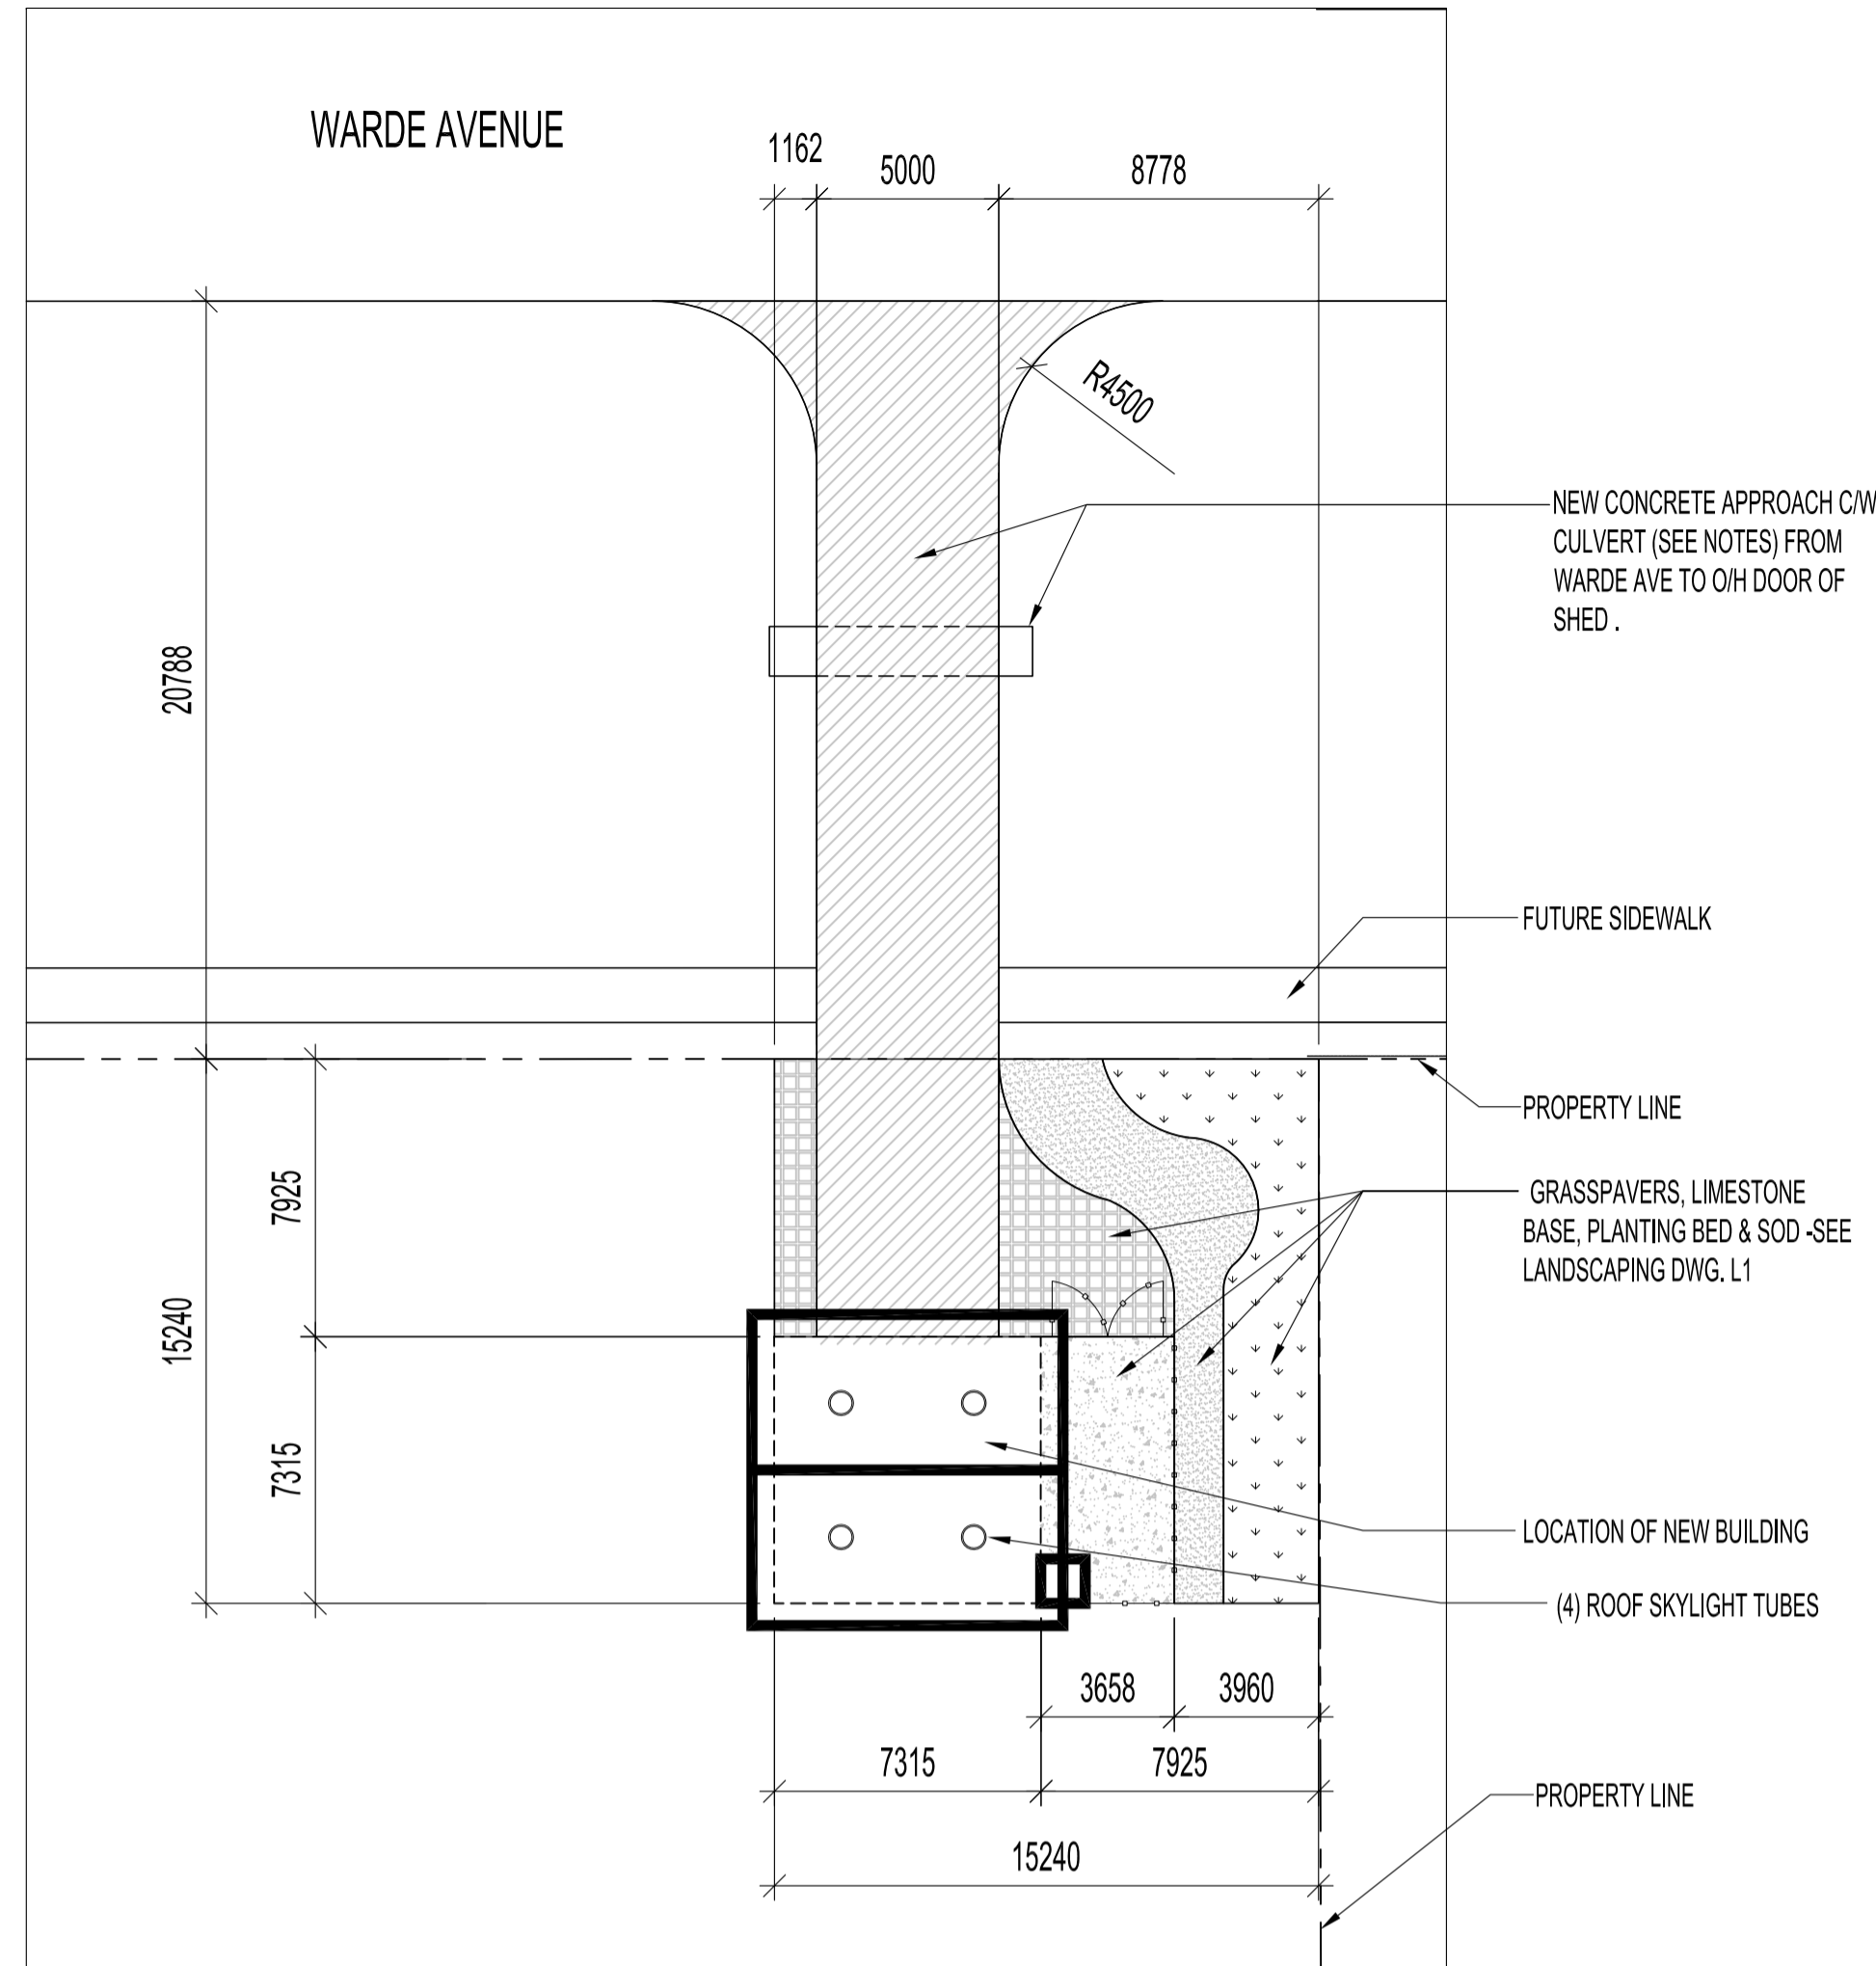 WARDE AVENUE
1162
5000
8778
R4500
NEW CONCRETE APPROACH C/W
CULVERT (SEE NOTES) FROM
WARDE AVE TO O/H DOOR OF
SHED .
20788
FUTURE SIDEWALK
PROPERTY LINE
7925
GRASSPAVERS, LIMESTONE
BASE, PLANTING BED & SOD -SEE
LANDSCAPING DWG. L1
15240
7315
LOCATION OF NEW BUILDING
(4) ROOF SKYLIGHT TUBES
3658
3960
7315
7925
PROPERTY LINE
15240